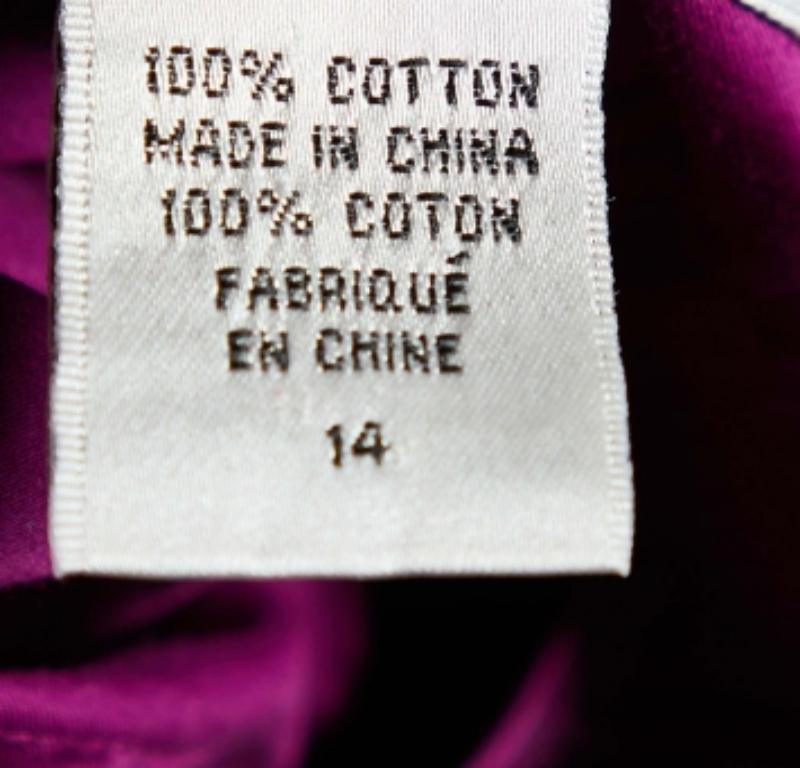 100% COTTON
MADE IN CHINA
100% COTON
FABRIQUÉ
EN CHINE
14